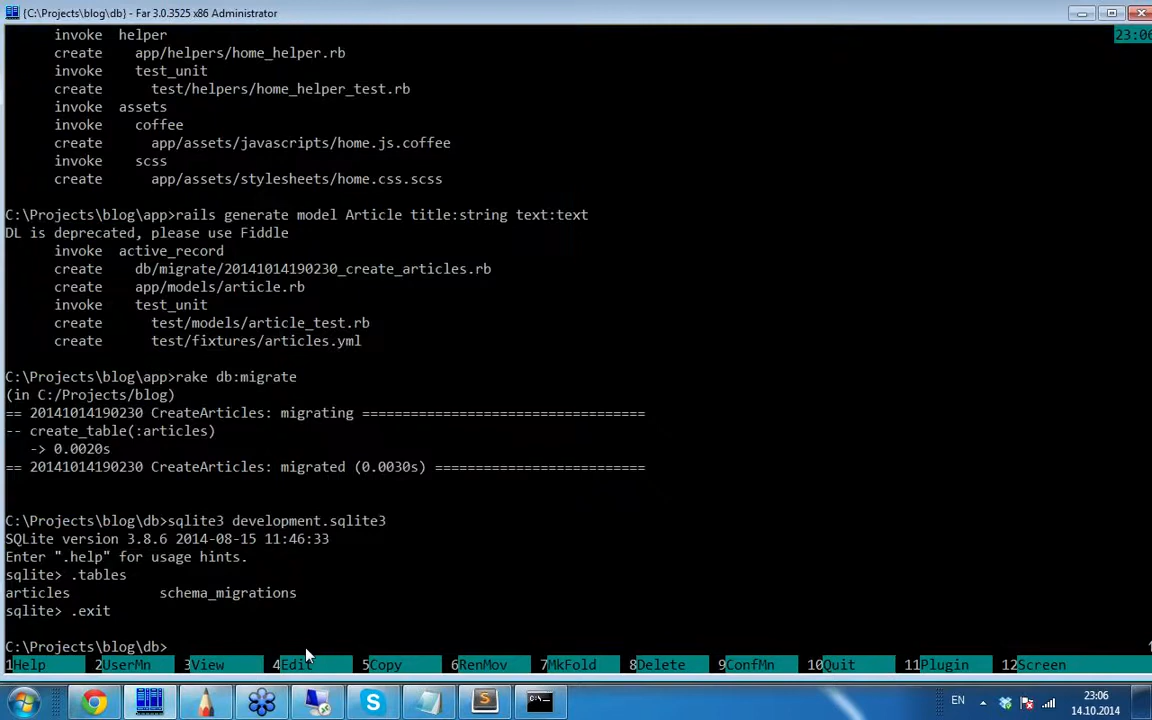 {C:\Projects\blog\db} - Far 3.0.3525 x86 Administrator
invoke  helper
23:06
create    app/helpers/home_helper.rb
invoke    test_unit
create      test/helpers/home_helper_test.rb
invoke  assets
invoke    coffee
create      app/assets/javascripts/home.js.coffee
invoke    scss
create      app/assets/stylesheets/home.css.scss
C:\Projects\blog\app>rails generate model Article title:string text:text
DL is deprecated, please use Fiddle
invoke  active_record
create    db/migrate/20141014190230_create_articles.rb
create    app/models/article.rb
invoke    test_unit
create      test/models/article_test.rb
create      test/fixtures/articles.yml
C:\Projects\blog\app>rake db:migrate
(in C:/Projects/blog)
== 20141014190230 CreateArticles: migrating ===================================
-- create_table(:articles)
-> 0.0020s
== 20141014190230 CreateArticles: migrated (0.0030s) ==========================
C:\Projects\blog\db>sqlite3 development.sqlite3
SQLite version 3.8.6 2014-08-15 11:46:33
Enter ".help" for usage hints.
sqlite> .tables
articles           schema_migrations
sqlite> .exit
C:\Projects\blog\db>
1Help 2UserMn 3View 4Edit 5Copy 6RenMov 7MkFold 8Delete 9ConfMn 10Quit 11Plugin 12Screen
EN
23:06
14.10.2014